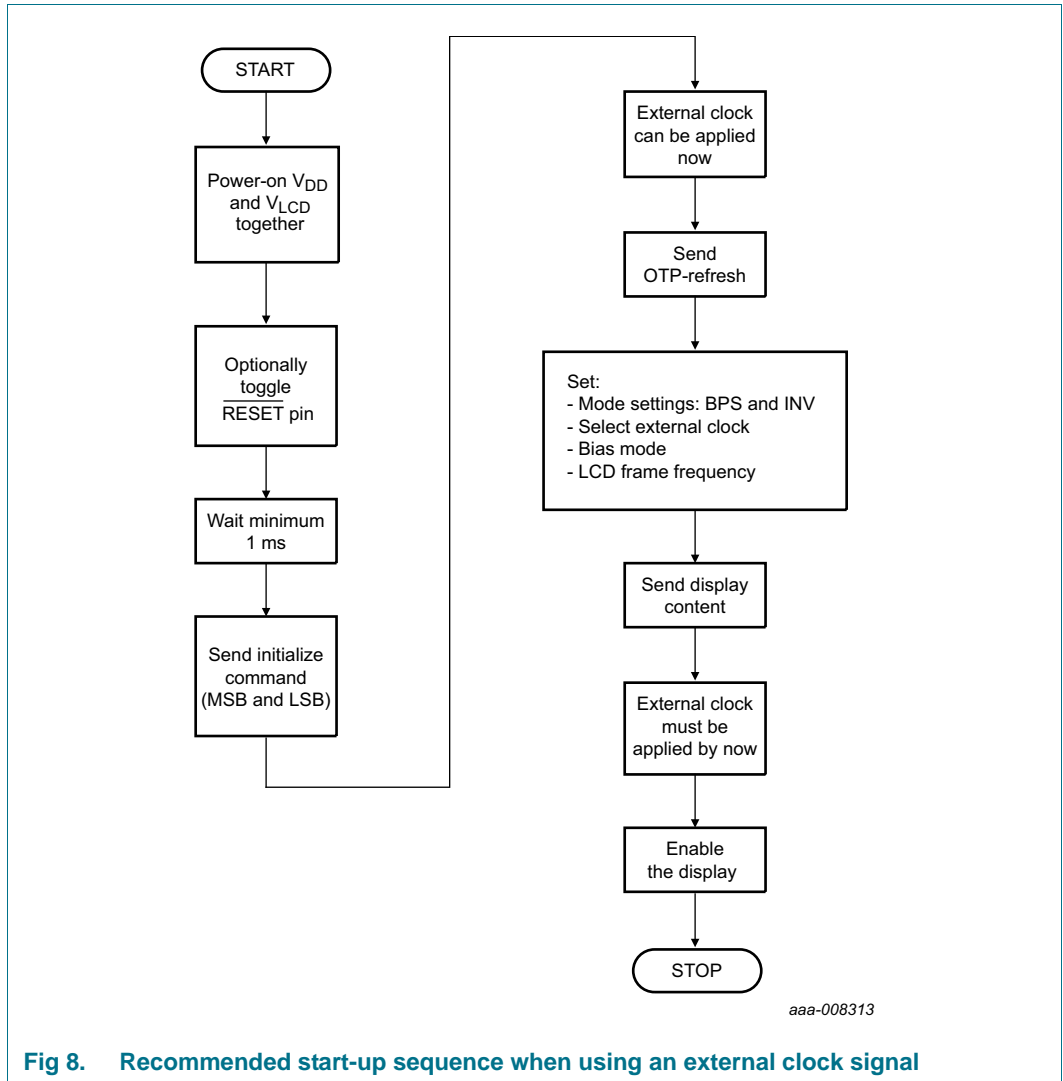 START
Power-on VDD
and VLCD
together
Optionally
toggle
RESET pin
Wait minimum
1 ms
Send initialize
command
(MSB and LSB)
External clock
can be applied
now
Send
OTP-refresh
Set:
- Mode settings: BPS and INV
- Select external clock
- Bias mode
- LCD frame frequency
Send display
content
External clock
must be
applied by now
Enable
the display
STOP
aaa-008313
Fig 8. Recommended start-up sequence when using an external clock signal